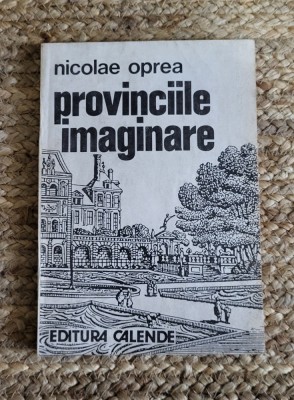 nicolae oprea
provinciile
imaginare
EDITURA CALENDE